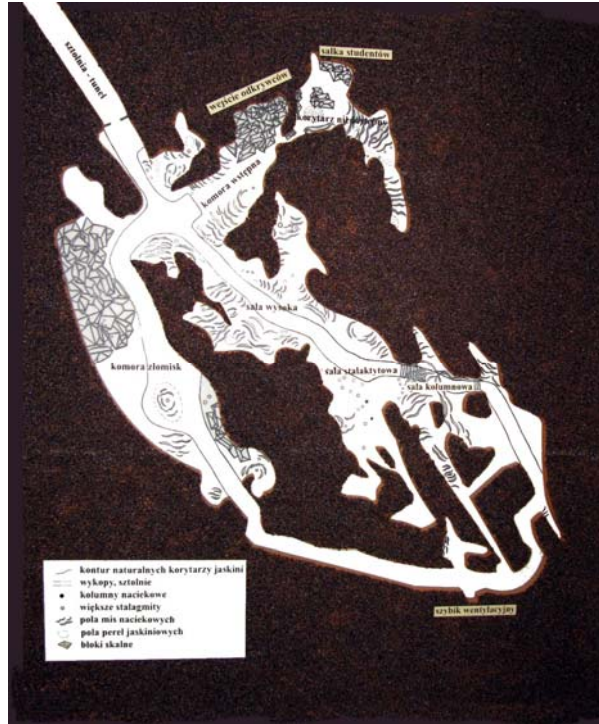 sztolnia - tunel
salka studentów
wejście odkrywców
korytarz niedostępny
komora wstępna
sala wysoka
komora złomisk
sala stalaktytowa
sala kolumnowa
szybik wentylacyjny
kontur naturalnych korytarzy jaskini
wykopy, sztolnie
kolumny naciekowe
większe stalagmity
pola mis naciekowych
pola pereł jaskiniowych
bloki skalne